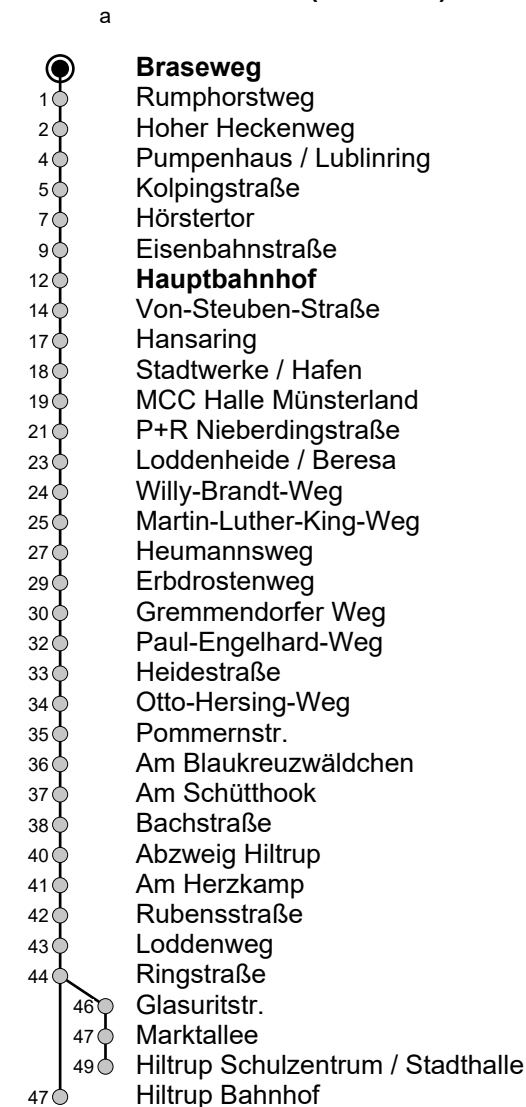 a
Braseweg
1 Rumphorstweg
2 Hoher Heckenweg
4 Pumpenhaus / Lublinring
5 Kolpingstraße
7 Hörstertor
9 Eisenbahnstraße
12 Hauptbahnhof
14 Von-Steuben-Straße
17 Hansaring
18 Stadtwerke / Hafen
19 MCC Halle Münsterland
21 P+R Nieberdingstraße
23 Loddenheide / Beresa
24 Willy-Brandt-Weg
25 Martin-Luther-King-Weg
27 Heumannsweg
29 Erbdrostenweg
30 Gremmendorfer Weg
32 Paul-Engelhard-Weg
33 Heidestraße
34 Otto-Hersing-Weg
35 Pommernstr.
36 Am Blaukreuzwäldchen
37 Am Schütthook
38 Bachstraße
40 Abzweig Hiltrup
41 Am Herzkamp
42 Rubensstraße
43 Loddenweg
44 Ringstraße
46 Glasuritstr.
47 Marktallee
49 Hiltrup Schulzentrum / Stadthalle
47 Hiltrup Bahnhof